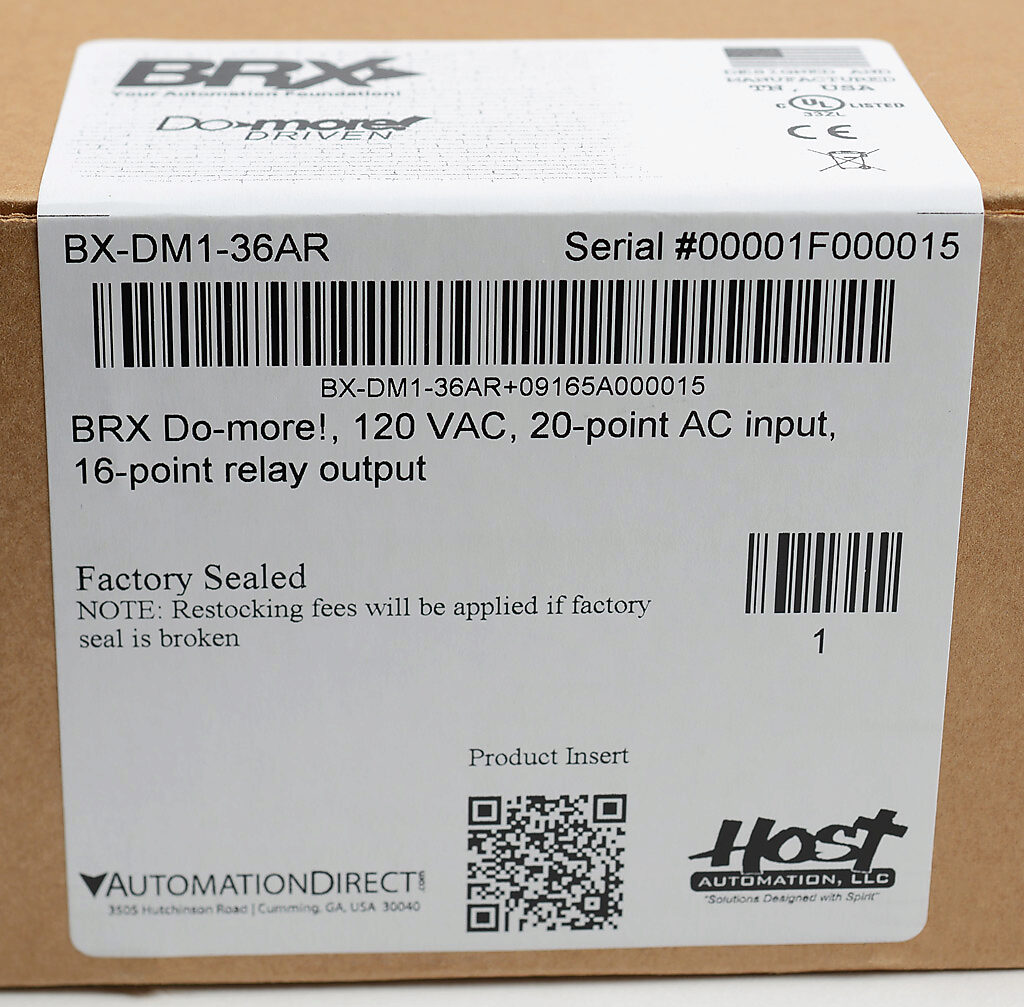 BRX
Your Automation Foundation!
Do-more!
DRIVEN
DESIGNED AND
MANUFACTURED
TN, USA
C UL LISTED
33ZL
CE
BX-DM1-36AR
Serial #00001F000015
BX-DM1-36AR+09165A000015
BRX Do-more!, 120 VAC, 20-point AC input,
16-point relay output
Factory Sealed
NOTE: Restocking fees will be applied if factory
seal is broken
1
Product Insert
AUTOMATIONDIRECT
3505 Hutchinson Road | Cumming, GA, USA 30040
HOST
AUTOMATION, LLC
"Solutions Designed with Spirit"